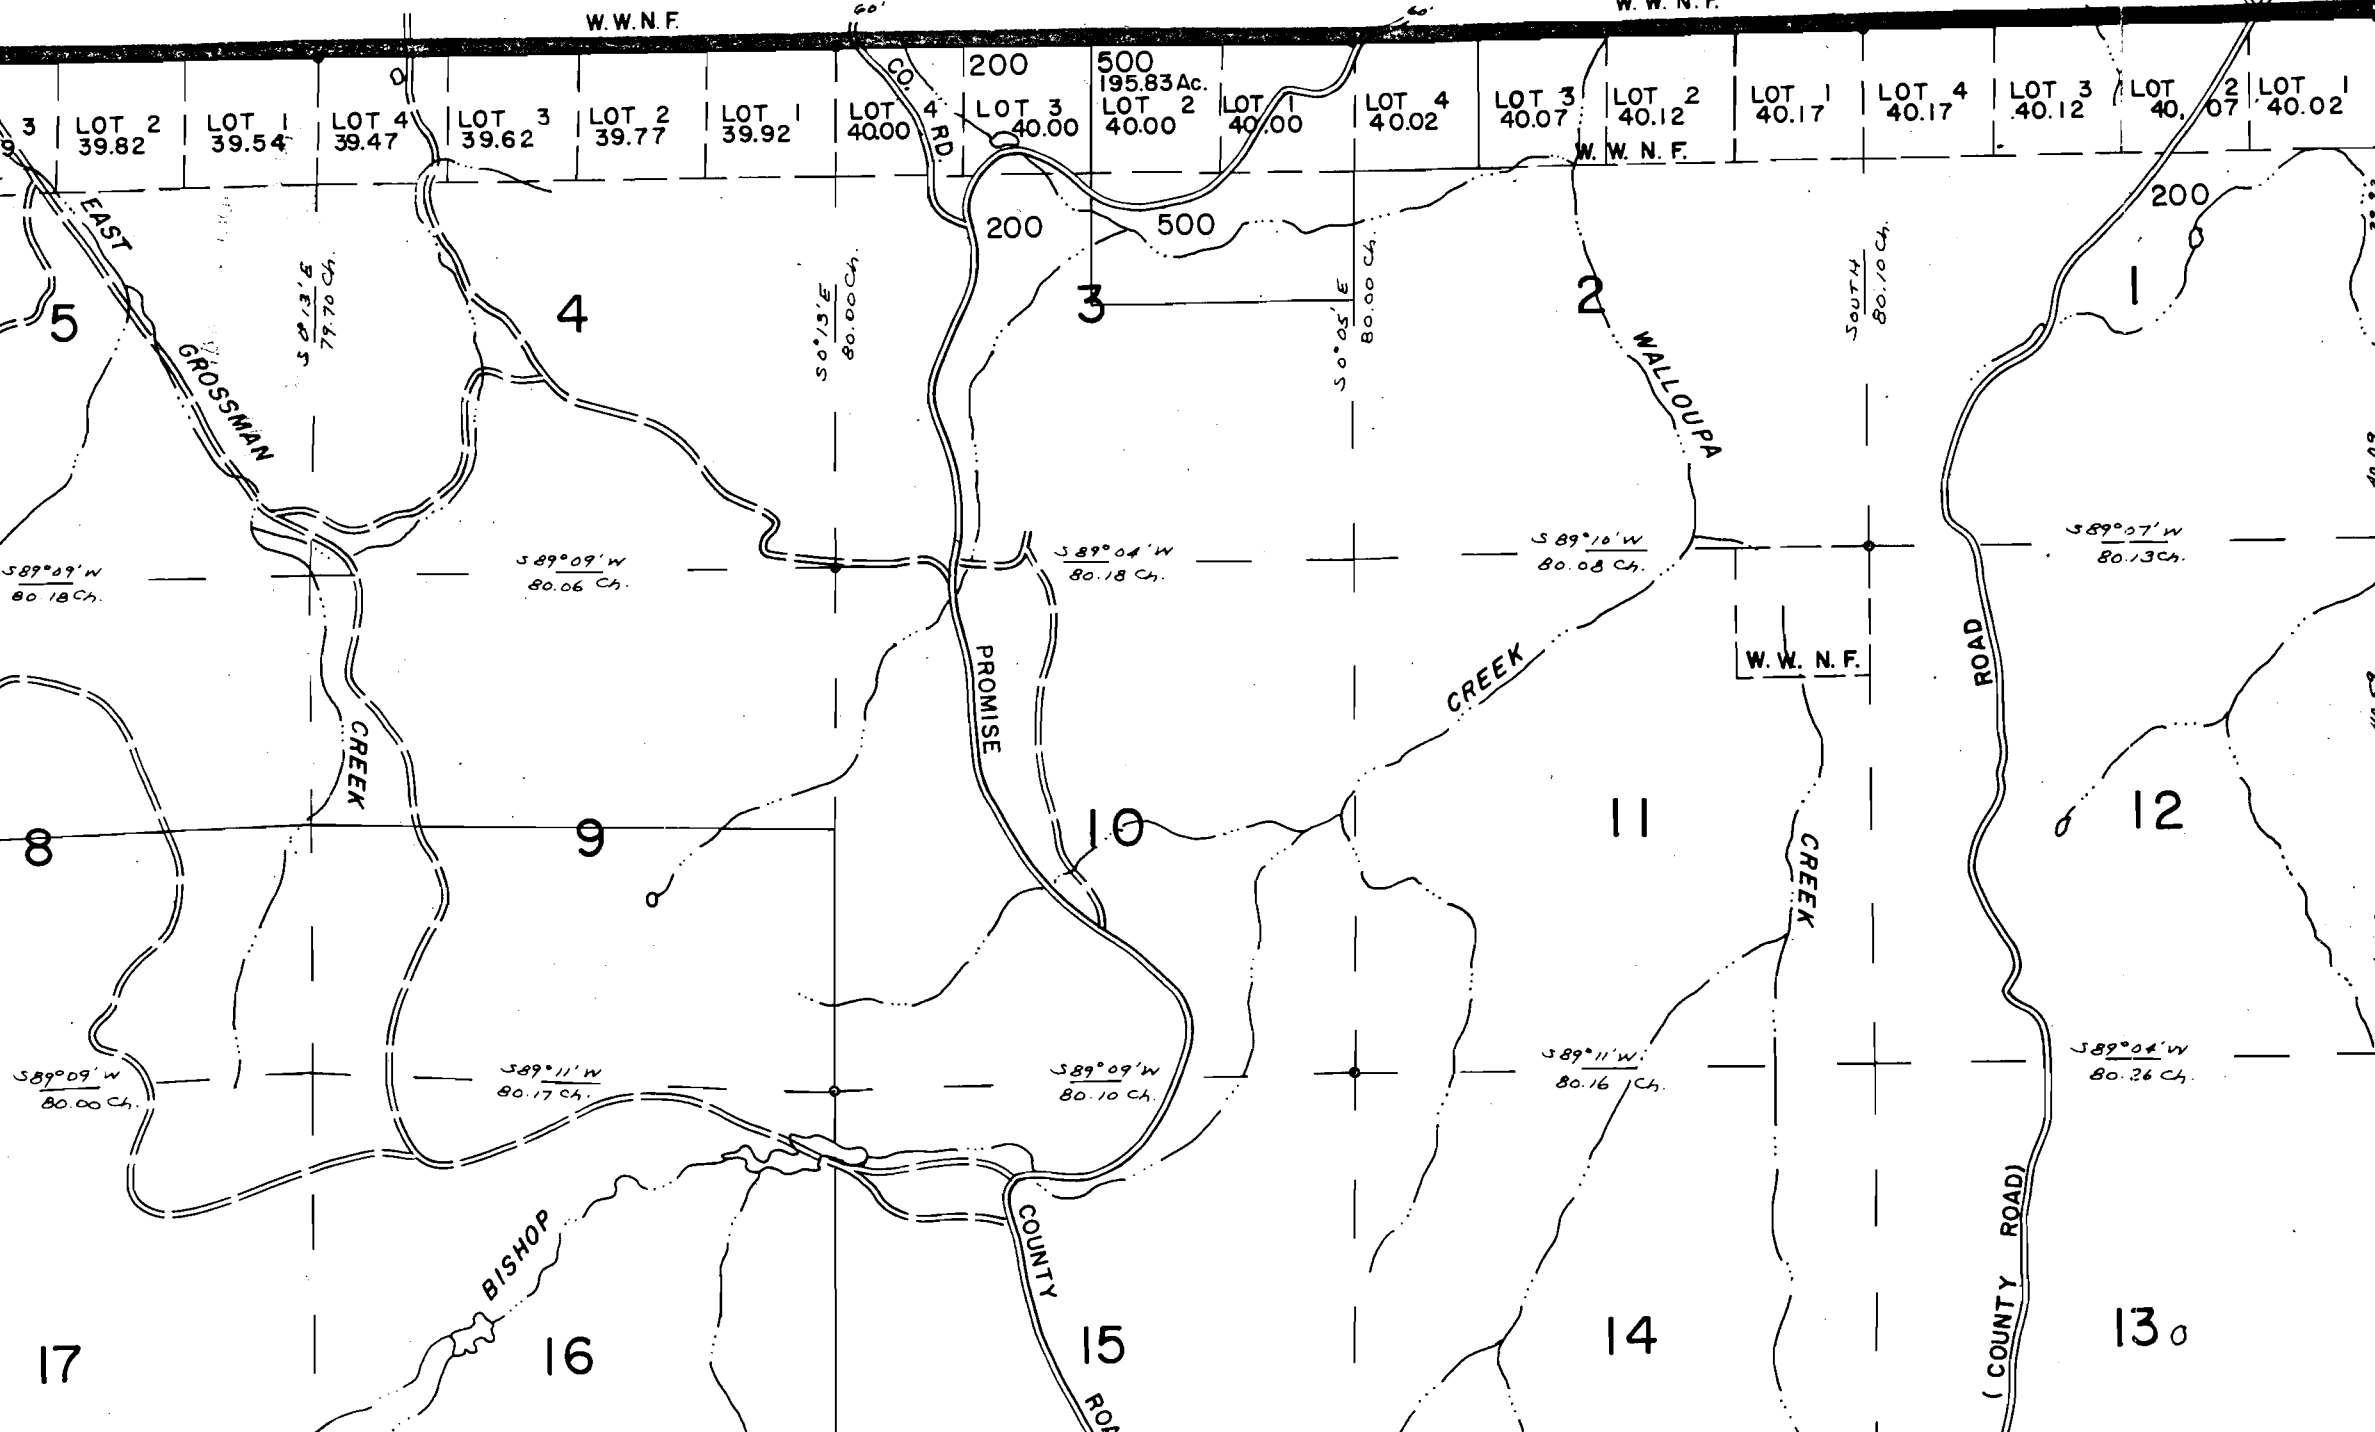 W.W.N.F.
60'
60'
W. W. N. F.
CO. RD.
200
500
195.83 Ac.
3
LOT 2
39.82
LOT 1
39.54
LOT 4
39.47
LOT 3
39.62
LOT 2
39.77
LOT 1
39.92
LOT 4
40.00
LOT 3
40.00
LOT 2
40.00
LOT 1
40.00
LOT 4
40.02
LOT 3
40.07
LOT 2
40.12
LOT 1
40.17
LOT 4
40.17
LOT 3
40.12
LOT 2
40.07
LOT 1
40.02
W. W. N. F.
200
500
200
EAST
GROSSMAN
CREEK
5
S 0°13'E
79.70 Ch.
4
S 0°13'E
80.00 Ch.
3
S 0°05' E
80.00 Ch.
2
WALLOUPA
CREEK
SOUTH
80.10 Ch.
1
S 89°09'W
80.18 Ch.
S 89°09'W
80.06 Ch.
S 89°04'W
80.18 Ch.
S 89°10'W
80.08 Ch.
S 89°07'W
80.13 Ch.
W. W. N. F.
ROAD
PROMISE
8
9
10
11
CREEK
12
S 89°09'W
80.00 Ch.
S 89°11'W
80.17 Ch.
S 89°09'W
80.10 Ch.
S 89°11'W
80.16 Ch.
S 89°04'W
80.26 Ch.
BISHOP
COUNTY
(COUNTY ROAD)
17
16
15
14
13